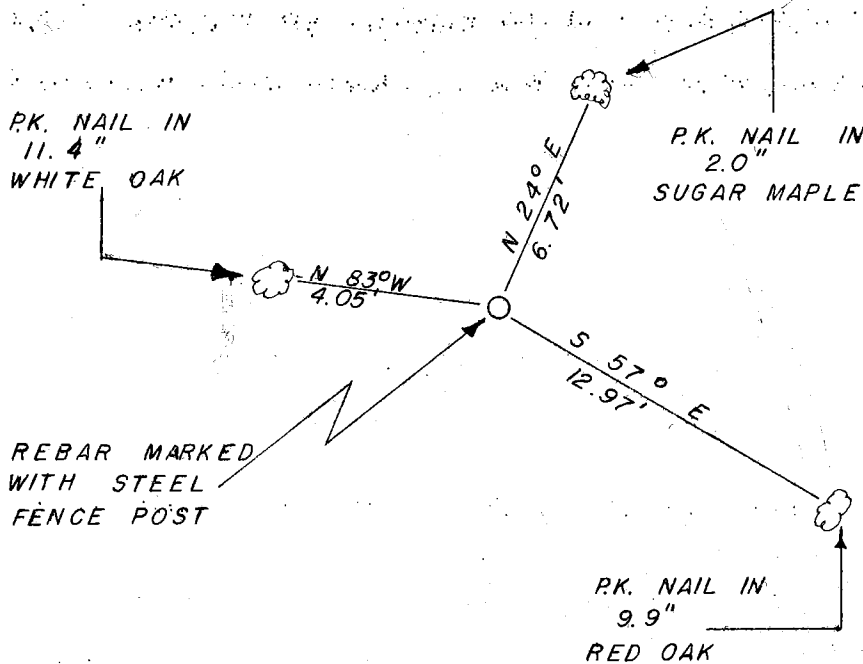 P.K. NAIL IN
11.4"
WHITE OAK
P.K. NAIL IN
2.0"
SUGAR MAPLE
N 24° E
6.72'
N 83° W
4.05'
S 57° E
12.97'
REBAR MARKED
WITH STEEL
FENCE POST
P.K. NAIL IN
9.9"
RED OAK